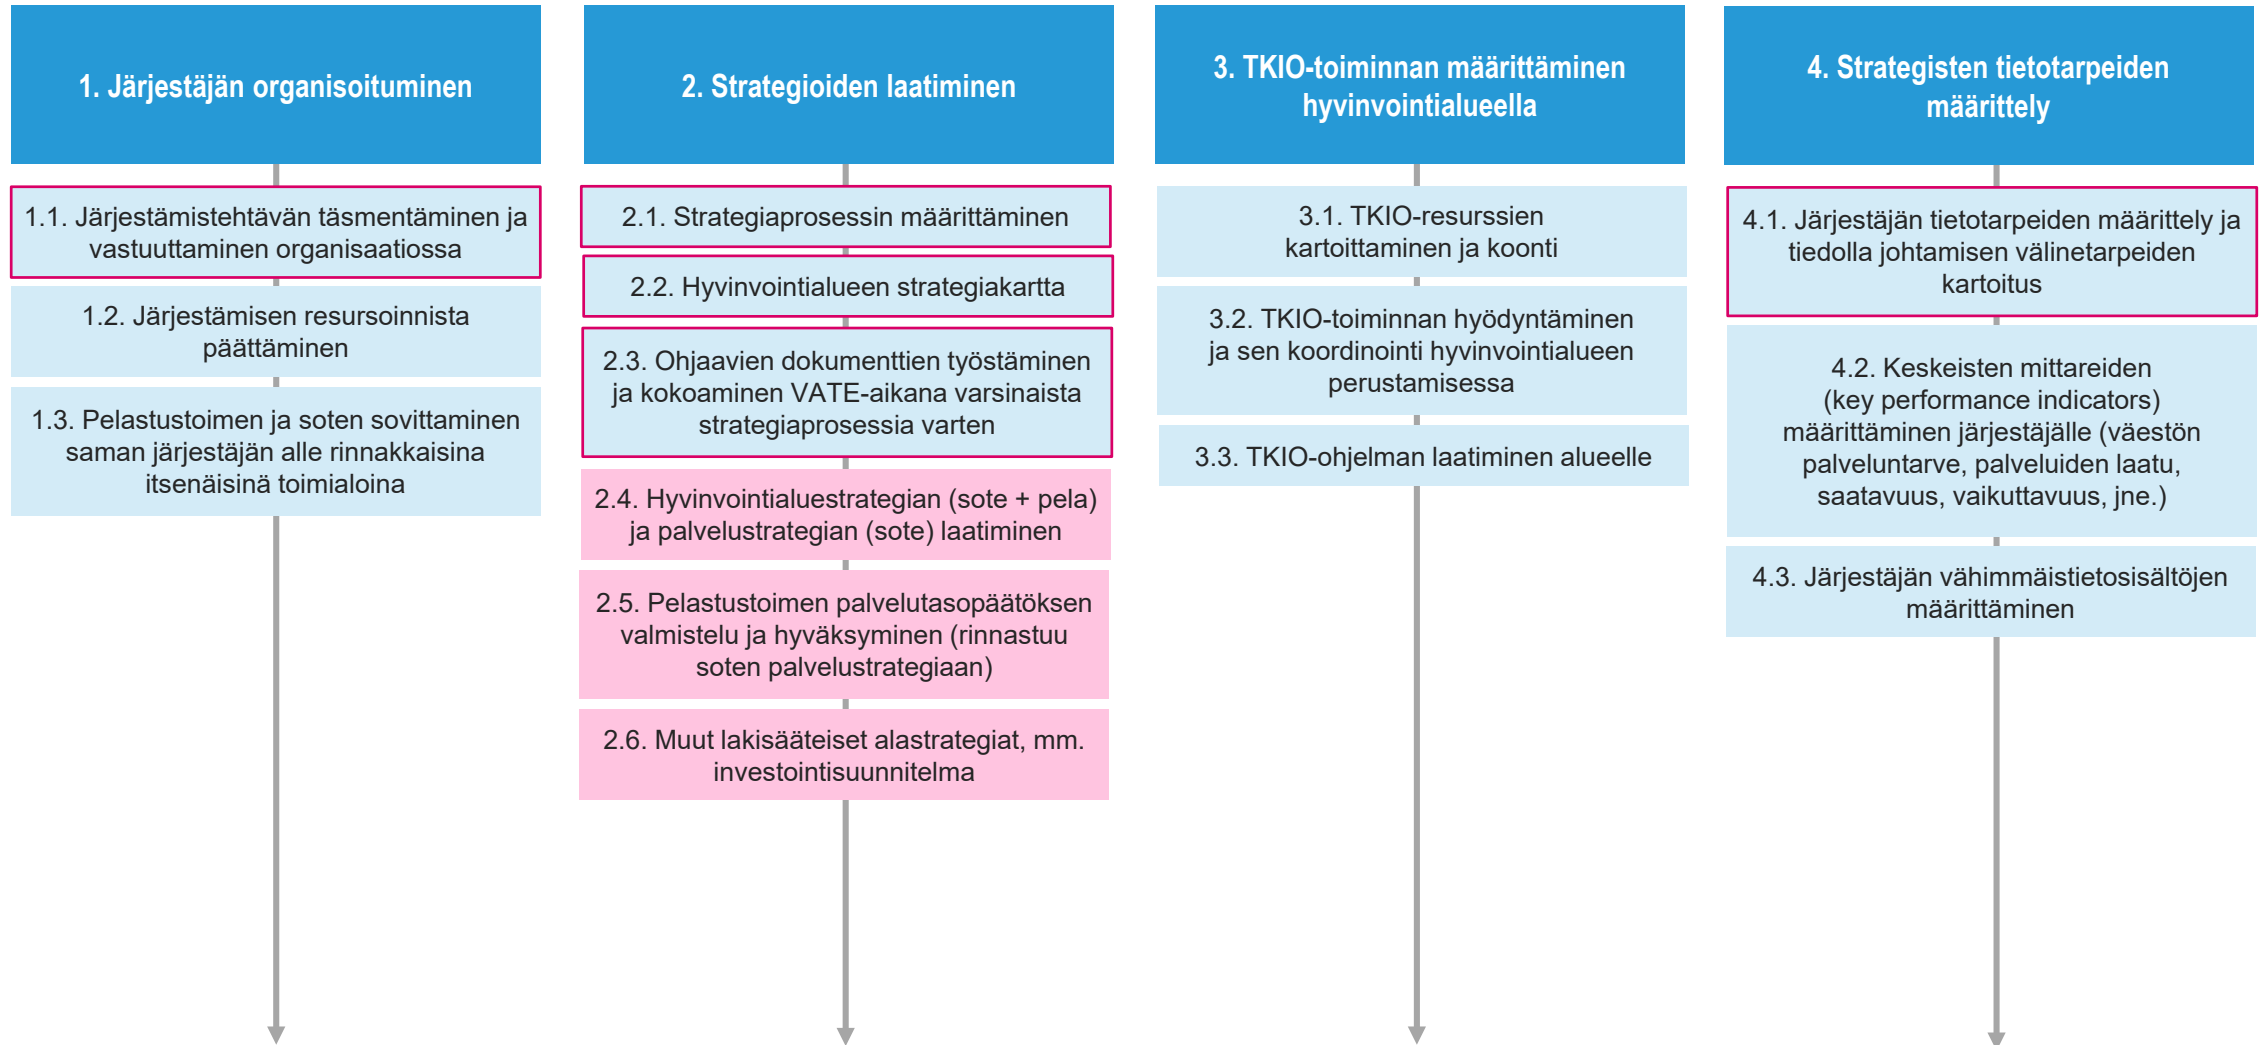 1. Järjestäjän organisoituminen
1.1. Järjestämistehtävän täsmentäminen ja
vastuuttaminen organisaatiossa
1.2. Järjestämisen resursoinnista
päättäminen
1.3. Pelastustoimen ja soten sovittaminen
saman järjestäjän alle rinnakkaisina
itsenäisinä toimialoina
2. Strategioiden laatiminen
2.1. Strategiaprosessin määrittäminen
2.2. Hyvinvointialueen strategiakartta
2.3. Ohjaavien dokumenttien työstäminen
ja kokoaminen VATE-aikana varsinaista
strategiaprosessia varten
2.4. Hyvinvointialuestrategian (sote + pela)
ja palvelustrategian (sote) laatiminen
2.5. Pelastustoimen palvelutasopäätöksen
valmistelu ja hyväksyminen (rinnastuu
soten palvelustrategiaan)
2.6. Muut lakisääteiset alastrategiat, mm.
investointisuunnitelma
3. TKIO-toiminnan määrittäminen
hyvinvointialueella
3.1. TKIO-resurssien
kartoittaminen ja koonti
3.2. TKIO-toiminnan hyödyntäminen
ja sen koordinointi hyvinvointialueen
perustamisessa
3.3. TKIO-ohjelman laatiminen alueelle
4. Strategisten tietotarpeiden
määrittely
4.1. Järjestäjän tietotarpeiden määrittely ja
tiedolla johtamisen välinetarpeiden
kartoitus
4.2. Keskeisten mittareiden
(key performance indicators)
määrittäminen järjestäjälle (väestön
palveluntarve, palveluiden laatu,
saatavuus, vaikuttavuus, jne.)
4.3. Järjestäjän vähimmäistietosisältöjen
määrittäminen